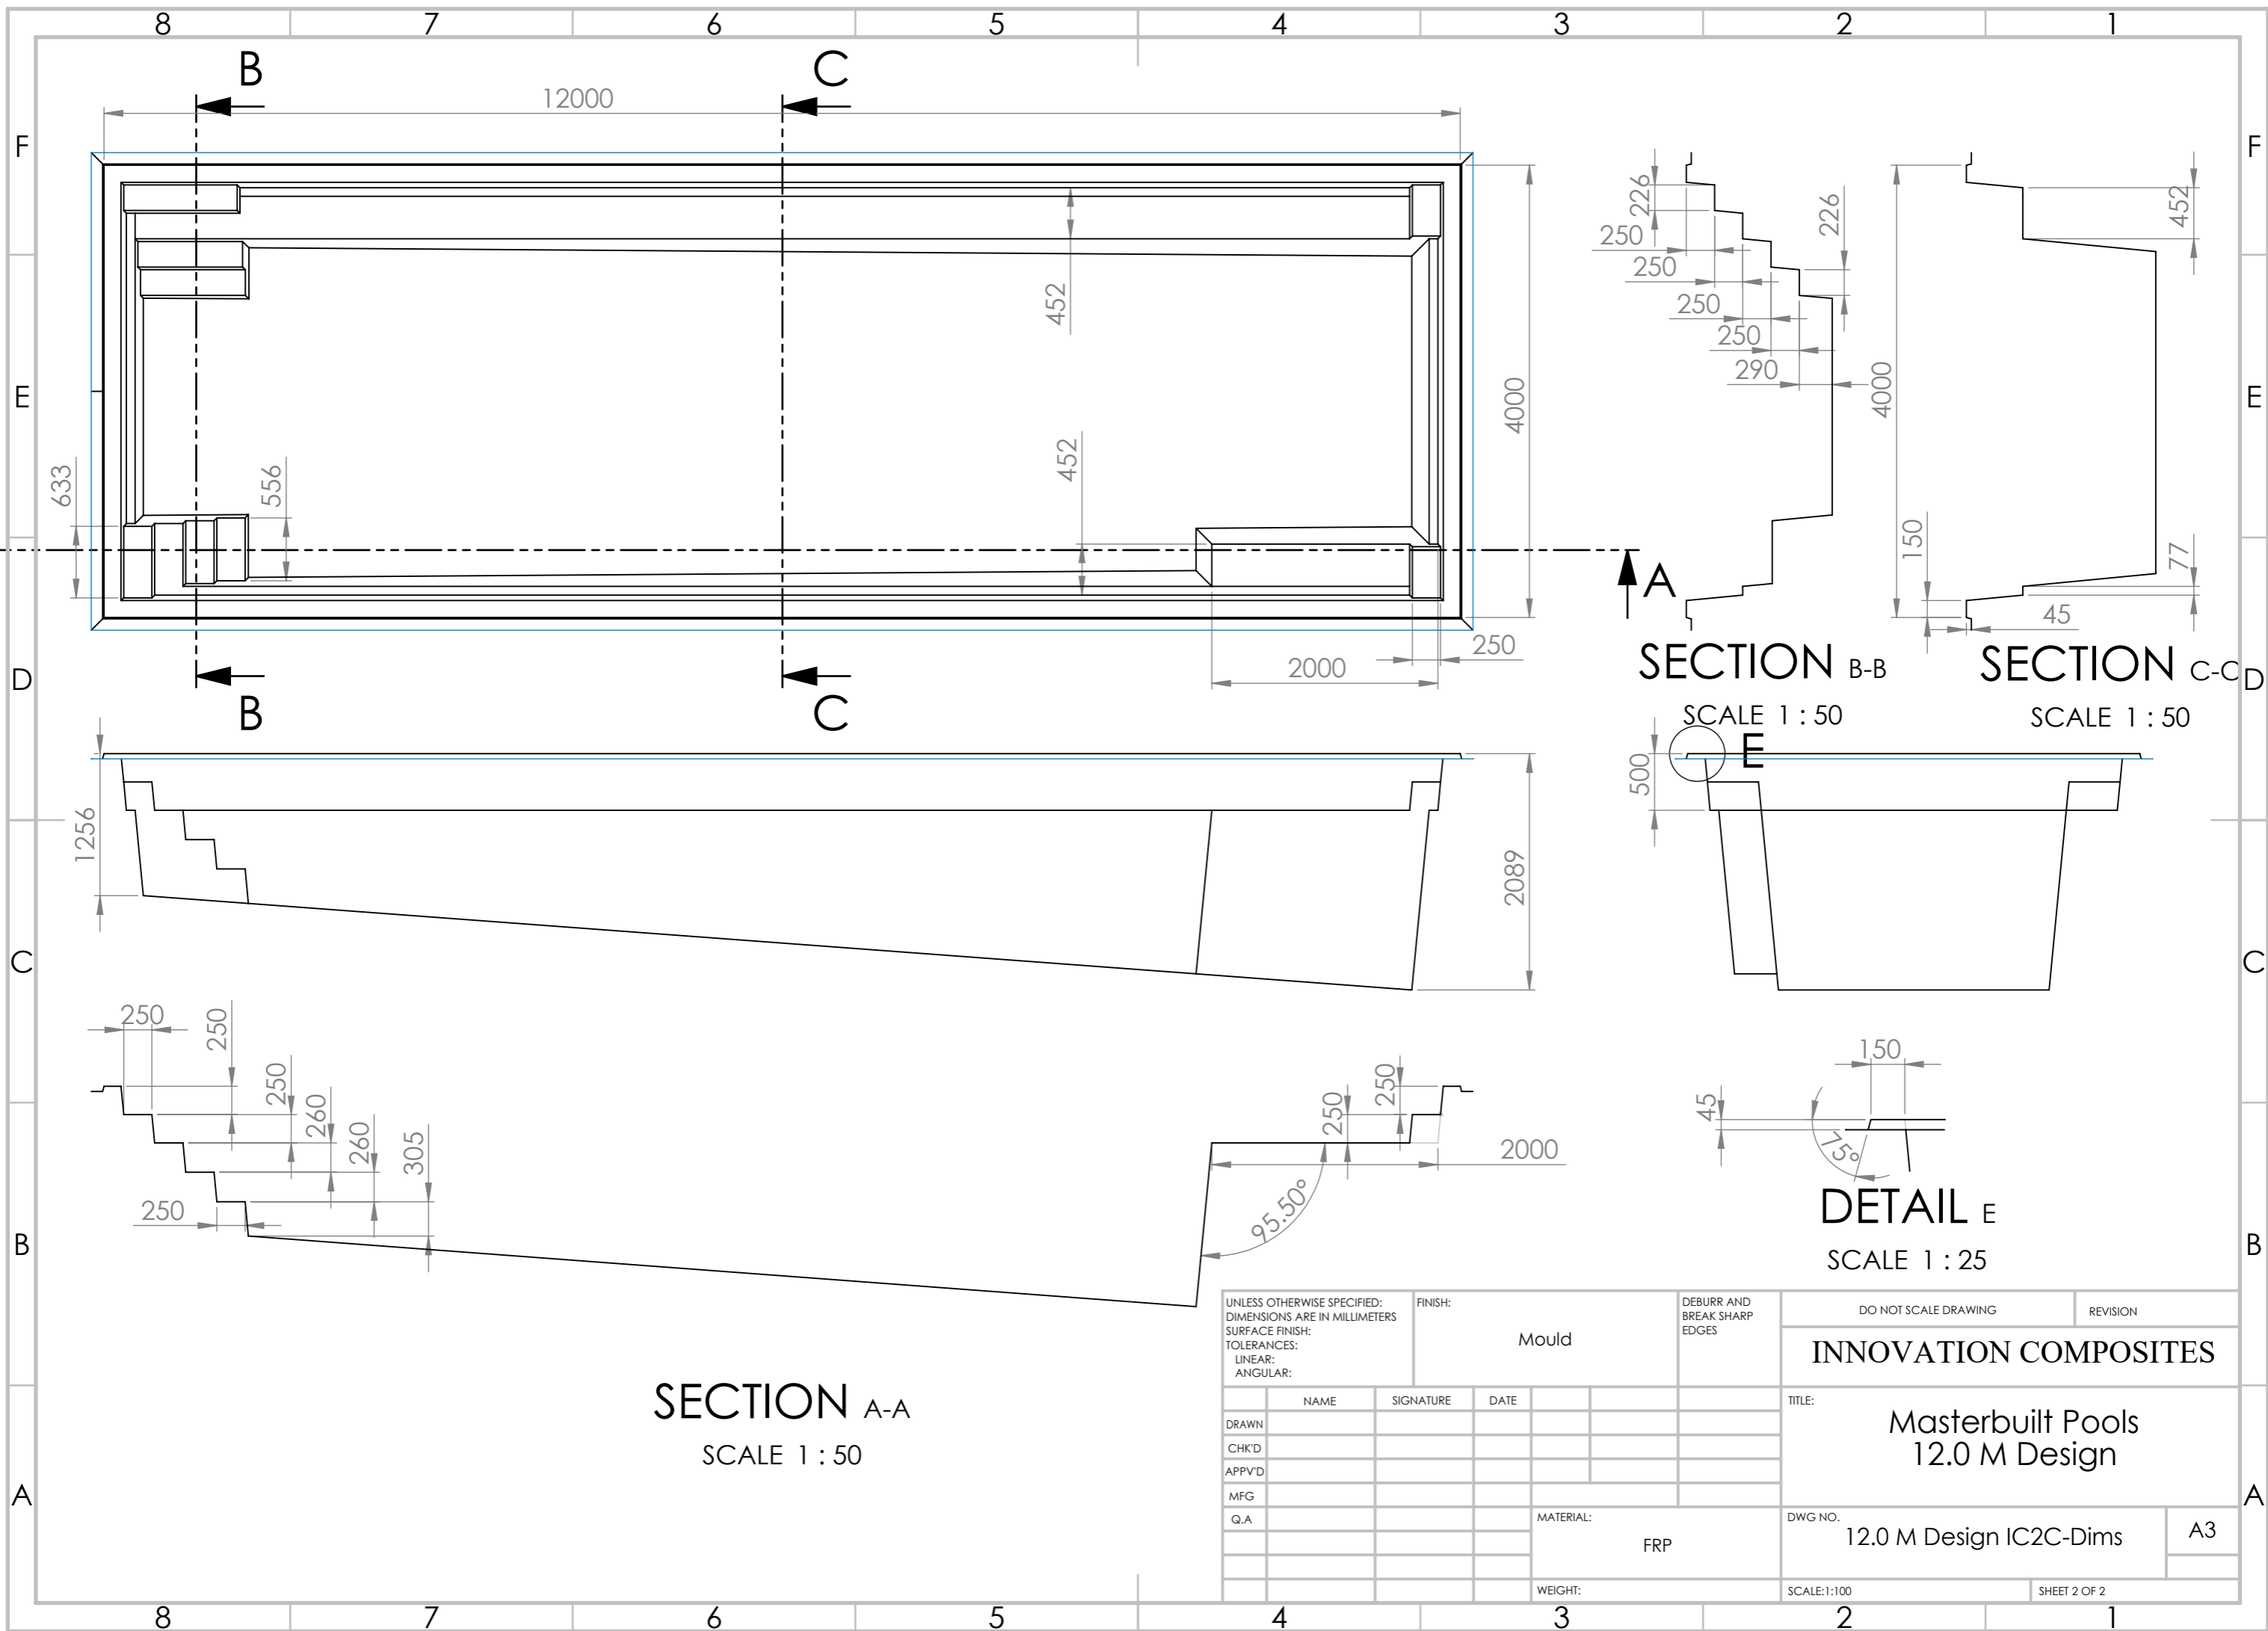 8 7 6 5 4 3 2 1
B C
12000
F F
226
226
452
250
250
250
250
290
452
E E
4000
4000
452
633
556
150
77
45
A
250
2000
SECTION B-B
SECTION C-C
D D
B C
SCALE 1 : 50
SCALE 1 : 50
E
500
1256
2089
C C
250
250
250
260
260
305
250
250
250
2000
95.50°
150
45
75°
DETAIL E
SCALE 1 : 25
B B
SECTION A-A
SCALE 1 : 50
UNLESS OTHERWISE SPECIFIED:
DIMENSIONS ARE IN MILLIMETERS
SURFACE FINISH:
TOLERANCES:
LINEAR:
ANGULAR:
FINISH:
Mould
DEBURR AND
BREAK SHARP
EDGES
DO NOT SCALE DRAWING
REVISION
INNOVATION COMPOSITES
NAME SIGNATURE DATE
DRAWN
CHK'D
APPV'D
MFG
Q.A
TITLE:
Masterbuilt Pools
12.0 M Design
A A
MATERIAL:
FRP
DWG NO.
12.0 M Design IC2C-Dims
A3
WEIGHT:
SCALE:1:100
SHEET 2 OF 2
8 7 6 5 4 3 2 1